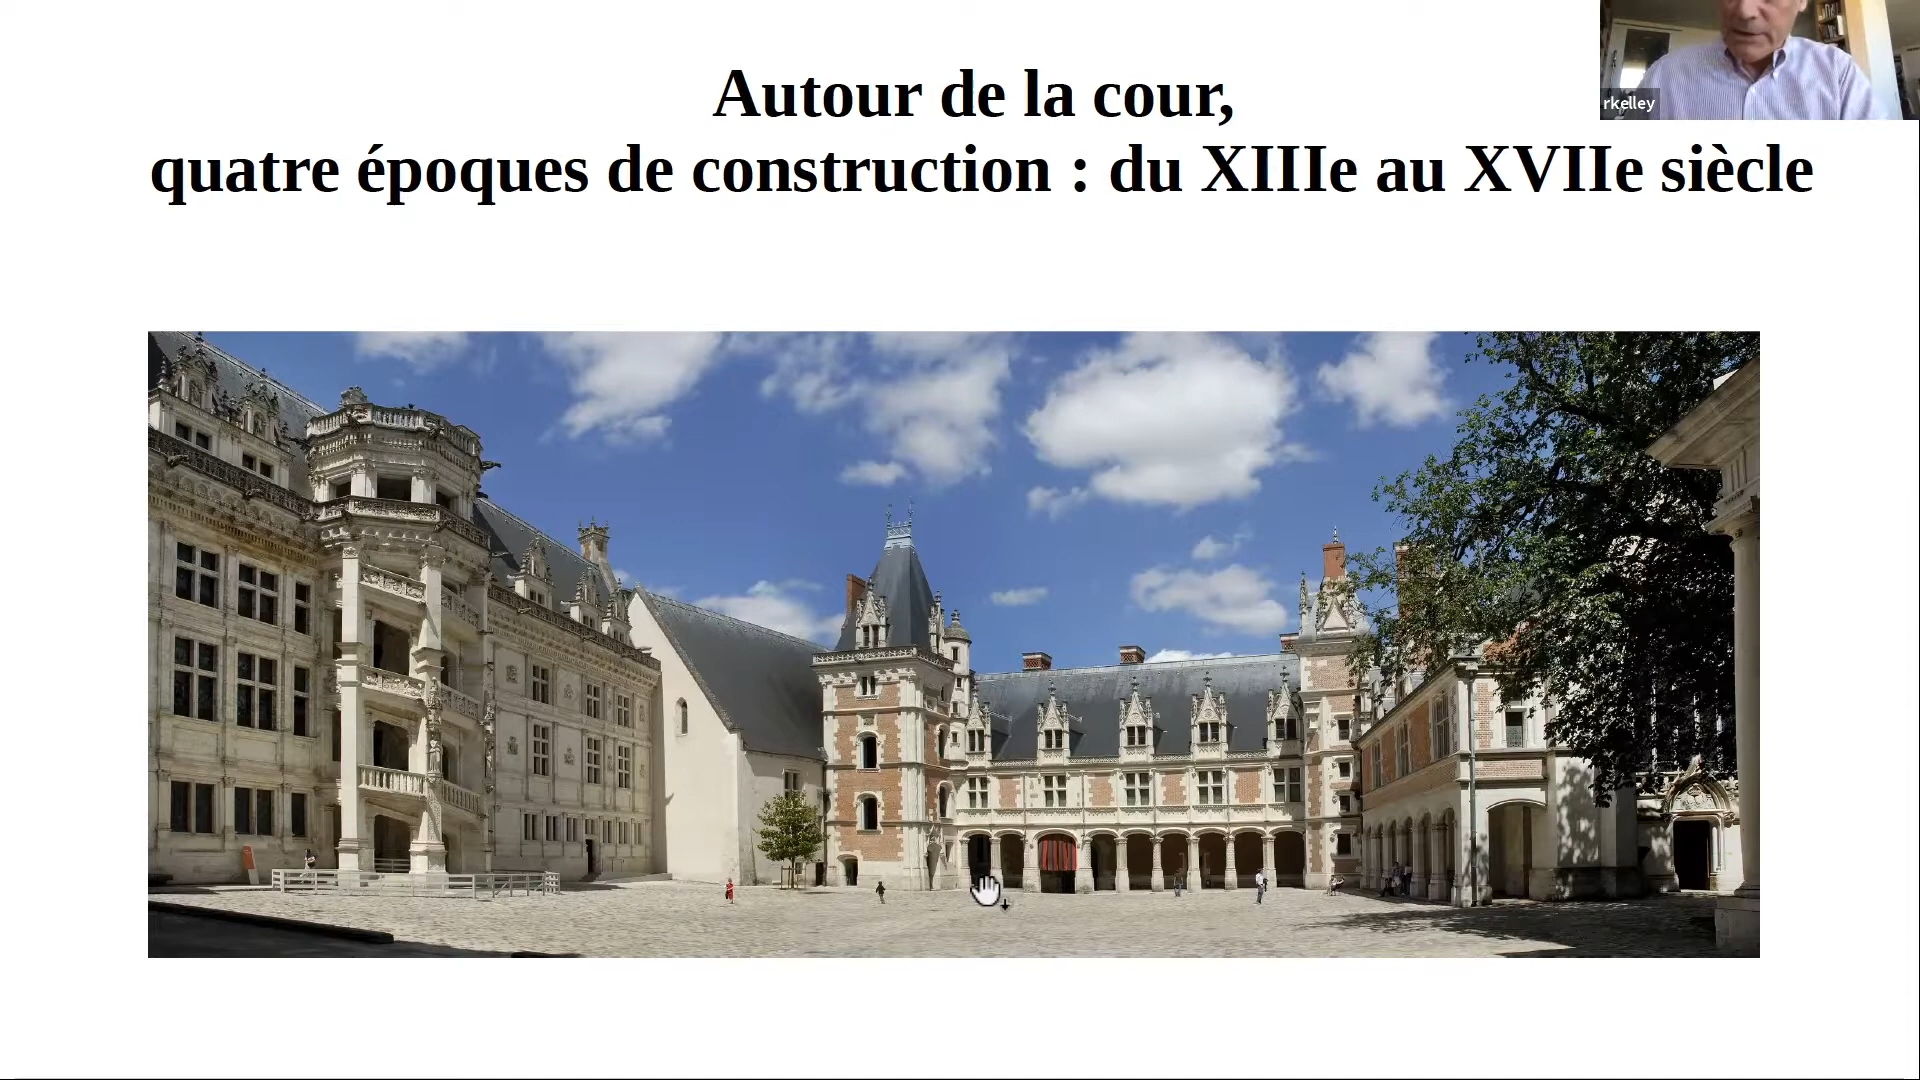 Autour de la cour,
quatre époques de construction : du XIIIe au XVIIe siècle
rkelley